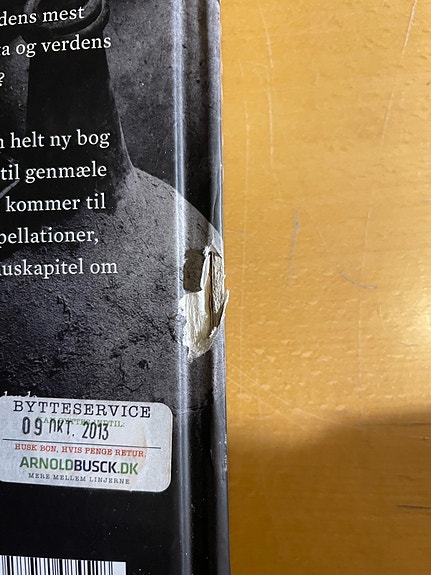 dens mest
a og verdens
?
helt ny bog
til genmæle
kommer til
pellationer,
uskapitel om
BYTTESERVICE
09 OKT. 2013
HUSK BON, HVIS PENGE RETUR.
ARNOLDBUSCK.DK
MERE MELLEM LINJERNE